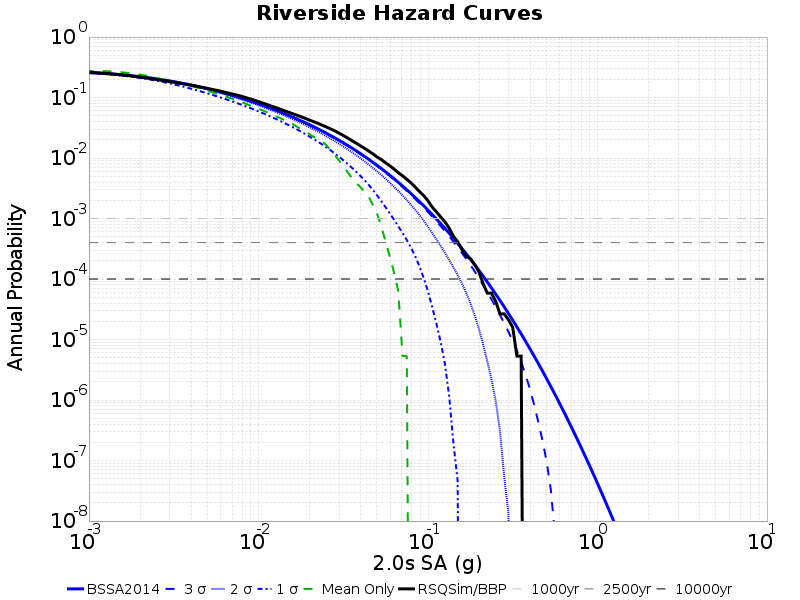 Riverside Hazard Curves
Annual Probability
10^0
10^-1
10^-2
10^-3
10^-4
10^-5
10^-6
10^-7
10^-8
10^-3 10^-2 10^-1 10^0 10^1
2.0s SA (g)
BSSA2014 3 σ 2 σ 1 σ Mean Only RSQSim/BBP 1000yr 2500yr 10000yr